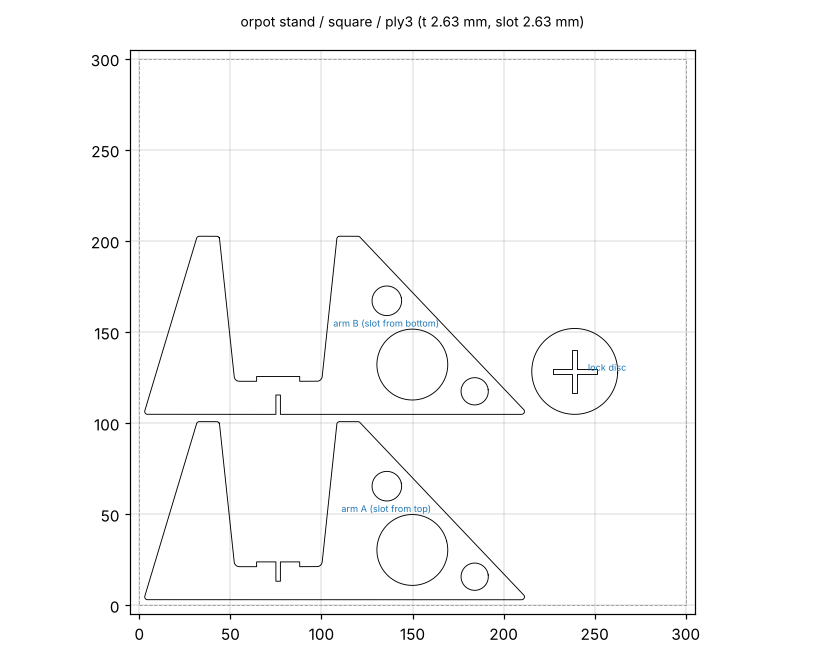 orpot stand / square / ply3 (t 2.63 mm, slot 2.63 mm)
300
250
200
150
100
50
0
arm B (slot from bottom)
lock disc
arm A (slot from top)
0 50 100 150 200 250 300